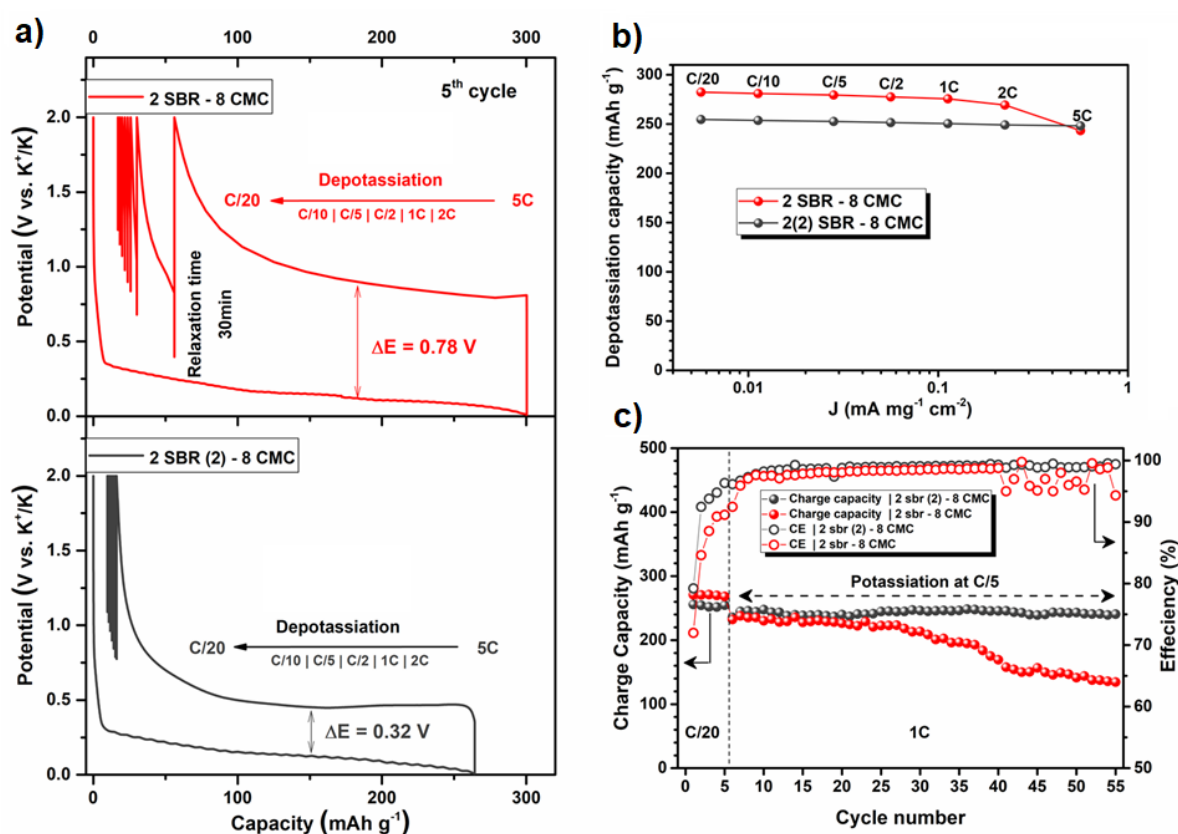 a)
0 100 200 300
2 SBR - 8 CMC
5th cycle
2.0
1.5
1.0
0.5
0.0
Potential (V vs. K+/K)
Depotassiation
C/20
5C
C/10 | C/5 | C/2 | 1C | 2C
Relaxation time
30min
ΔE = 0.78 V
2 SBR (2) - 8 CMC
2.0
1.5
1.0
0.5
0.0
Potential (V vs. K+/K)
Depotassiation
C/20
5C
C/10 | C/5 | C/2 | 1C | 2C
ΔE = 0.32 V
0 100 200 300
Capacity (mAh g-1)
b)
300
250
200
150
100
50
0
Depotassiation capacity (mAh g-1)
C/20 C/10 C/5 C/2 1C 2C 5C
2 SBR - 8 CMC
2(2) SBR - 8 CMC
0.01 0.1 1
J (mA mg-1 cm-2)
c)
500
400
300
200
100
0
Charge Capacity (mAh g-1)
Charge capacity | 2 sbr (2) - 8 CMC
Charge capacity | 2 sbr - 8 CMC
CE | 2 sbr (2) - 8 CMC
CE | 2 sbr - 8 CMC
Potassiation at C/5
C/20
1C
100
90
80
70
60
50
Effeciency (%)
0 5 10 15 20 25 30 35 40 45 50 55
Cycle number